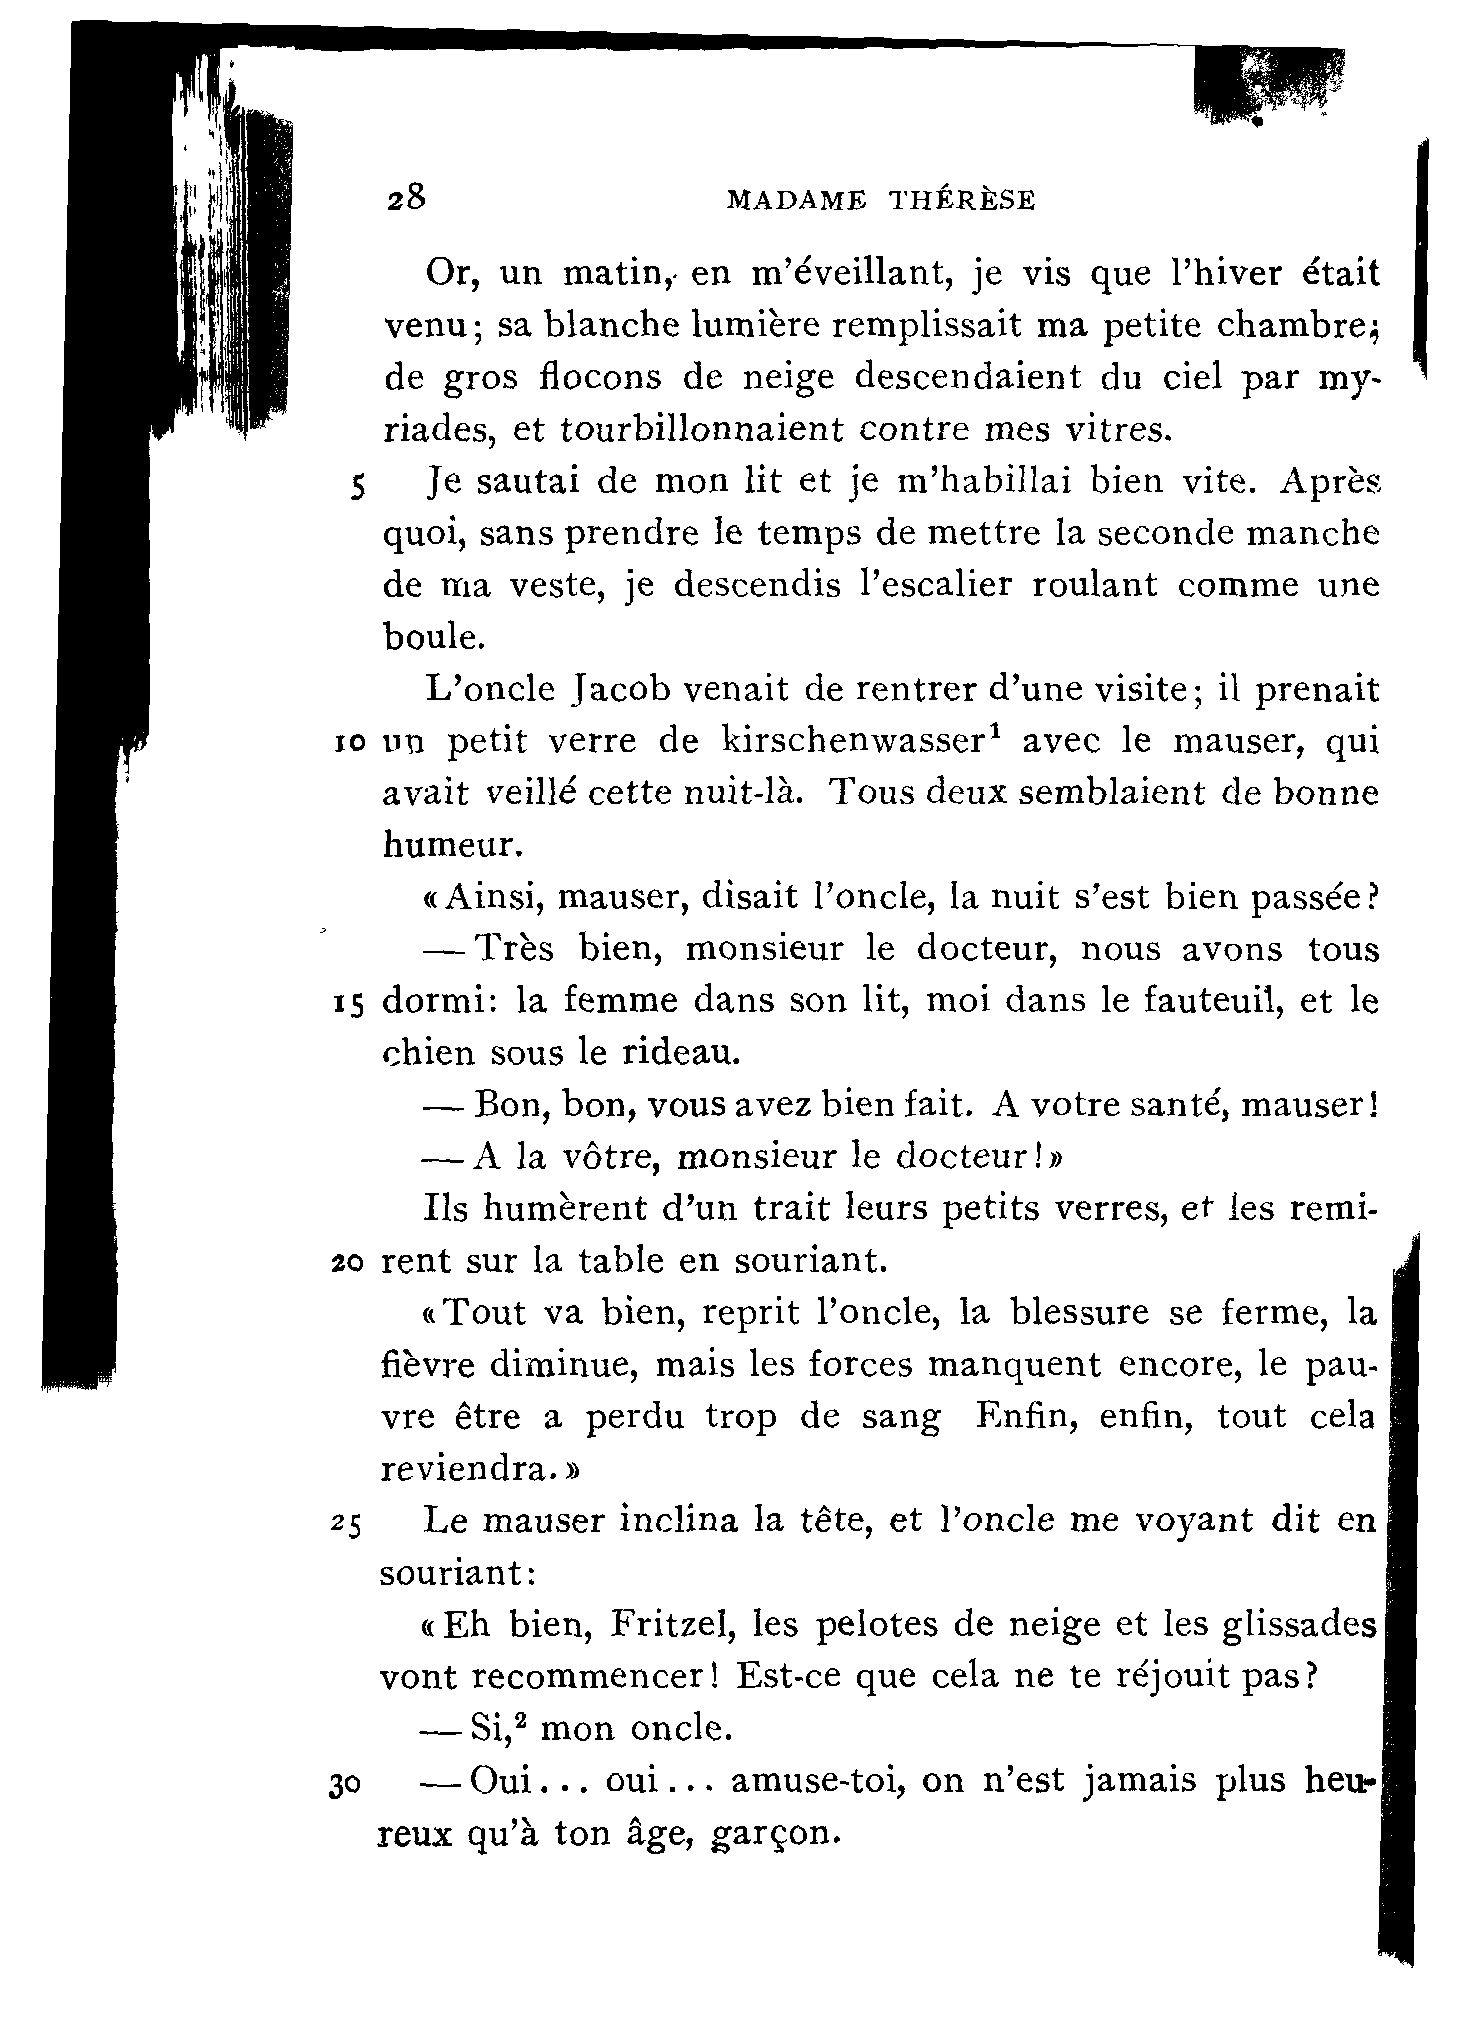 28 MADAME THÉRÈSE
Or, un matin, en m'éveillant, je vis que l'hiver était
venu; sa blanche lumière remplissait ma petite chambre;
de gros flocons de neige descendaient du ciel par my-
riades, et tourbillonnaient contre mes vitres.
5 Je sautai de mon lit et je m'habillai bien vite. Après
quoi, sans prendre le temps de mettre la seconde manche
de ma veste, je descendis l'escalier roulant comme une
boule.
L'oncle Jacob venait de rentrer d'une visite; il prenait
10 un petit verre de kirschenwasser¹ avec le mauser, qui
avait veillé cette nuit-là. Tous deux semblaient de bonne
humeur.
«Ainsi, mauser, disait l'oncle, la nuit s'est bien passée?
— Très bien, monsieur le docteur, nous avons tous
15 dormi: la femme dans son lit, moi dans le fauteuil, et le
chien sous le rideau.
— Bon, bon, vous avez bien fait. A votre santé, mauser!
— A la vôtre, monsieur le docteur!»
Ils humèrent d'un trait leurs petits verres, et les remi-
20 rent sur la table en souriant.
«Tout va bien, reprit l'oncle, la blessure se ferme, la
fièvre diminue, mais les forces manquent encore, le pau-
vre être a perdu trop de sang Enfin, enfin, tout cela
reviendra.»
25 Le mauser inclina la tête, et l'oncle me voyant dit en
souriant:
«Eh bien, Fritzel, les pelotes de neige et les glissades
vont recommencer! Est-ce que cela ne te réjouit pas?
— Si,² mon oncle.
30 — Oui... oui... amuse-toi, on n'est jamais plus heu-
reux qu'à ton âge, garçon.